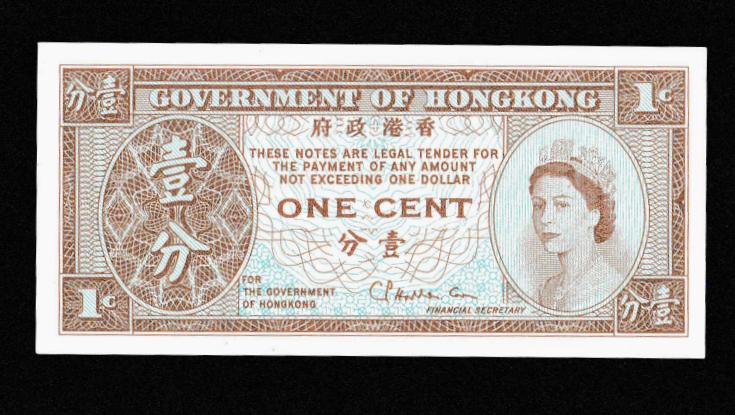 分壹
GOVERNMENT OF HONGKONG
1C
府政港香
THESE NOTES ARE LEGAL TENDER FOR
THE PAYMENT OF ANY AMOUNT
NOT EXCEEDING ONE DOLLAR
壹
分
ONE CENT
分壹
FOR
THE GOVERNMENT
OF HONGKONG
1C
FINANCIAL SECRETARY
分壹